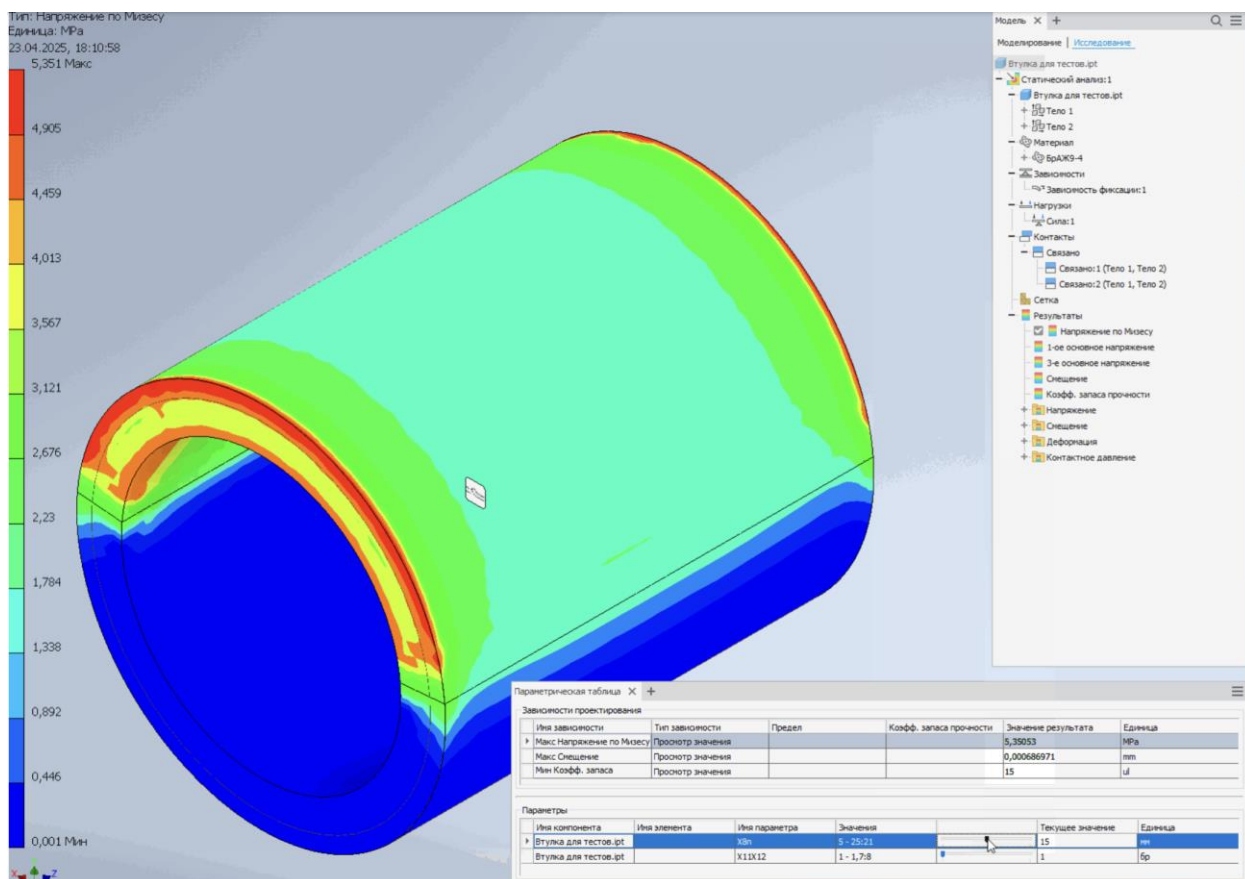 Тип: Напряжение по Мизесу
Единица: MPa
23.04.2025, 18:10:58
5,351 Макс
4,905
4,459
4,013
3,567
3,121
2,676
2,23
1,784
1,338
0,892
0,446
0,001 Мин
Модель
Моделирование | Исследование
Втулка для тестов.ipt
Статический анализ:1
Втулка для тестов.ipt
Тело 1
Тело 2
Материал
брАЖ9-4
Зависимости
Зависимость фиксации:1
Нагрузки
Сила:1
Контакты
Связано
Связано:1 (Тело 1, Тело 2)
Связано:2 (Тело 1, Тело 2)
Сетка
Результаты
Напряжение по Мизесу
1-ое основное напряжение
3-е основное напряжение
Смещение
Коэфф. запаса прочности
Напряжение
Смещение
Деформация
Контактное давление
Параметрическая таблица
Зависимости проектирования
Имя зависимости Тип зависимости Предел Коэфф. запаса прочности Значение результата Единица
Макс Напряжение по Мизесу Просмотр значения 5,35053 MPa
Макс Смещение Просмотр значения 0,000686971 mm
Мин Коэфф. запаса Просмотр значения 15 ul
Параметры
Имя компонента Имя элемента Имя параметра Значения Текущее значение Единица
Втулка для тестов.ipt X8n 5 - 25:21 15 мм
Втулка для тестов.ipt X11X12 1 - 1,7:8 1 бр
X Z